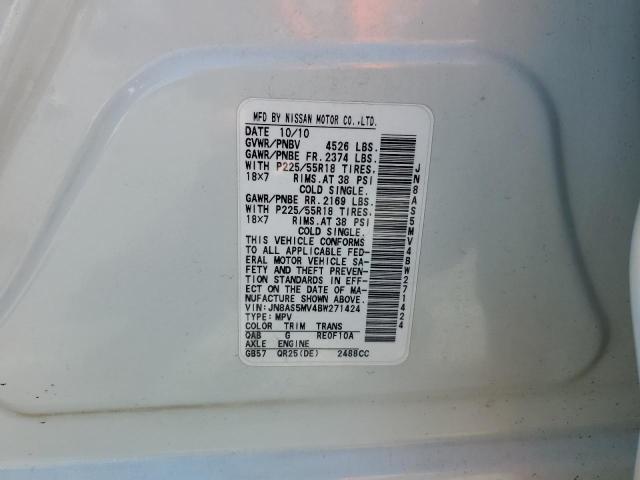 MFD BY NISSAN MOTOR CO.,LTD.
DATE 10/10
GVWR/PNBV 4526 LBS.
GAWR/PNBE FR. 2374 LBS.
WITH P225/55R18 TIRES.
18×7 RIMS.AT 38 PSI
COLD SINGLE.
GAWR/PNBE RR. 2169 LBS.
WITH P225/55R18 TIRES.
18×7 RIMS.AT 38 PSI
COLD SINGLE.
THIS VEHICLE CONFORMS
TO ALL APPLICABLE FED-
ERAL MOTOR VEHICLE SA-
FETY AND THEFT PREVEN-
TION STANDARDS IN EFF-
ECT ON THE DATE OF MA-
NUFACTURE SHOWN ABOVE.
VIN: JN8AS5MV4BW271424
TYPE: MPV
COLOR TRIM TRANS
QAB G RE0F10A
AXLE ENGINE
GB57 QR25(DE) 2488CC
JN8AS5MV4BW271424